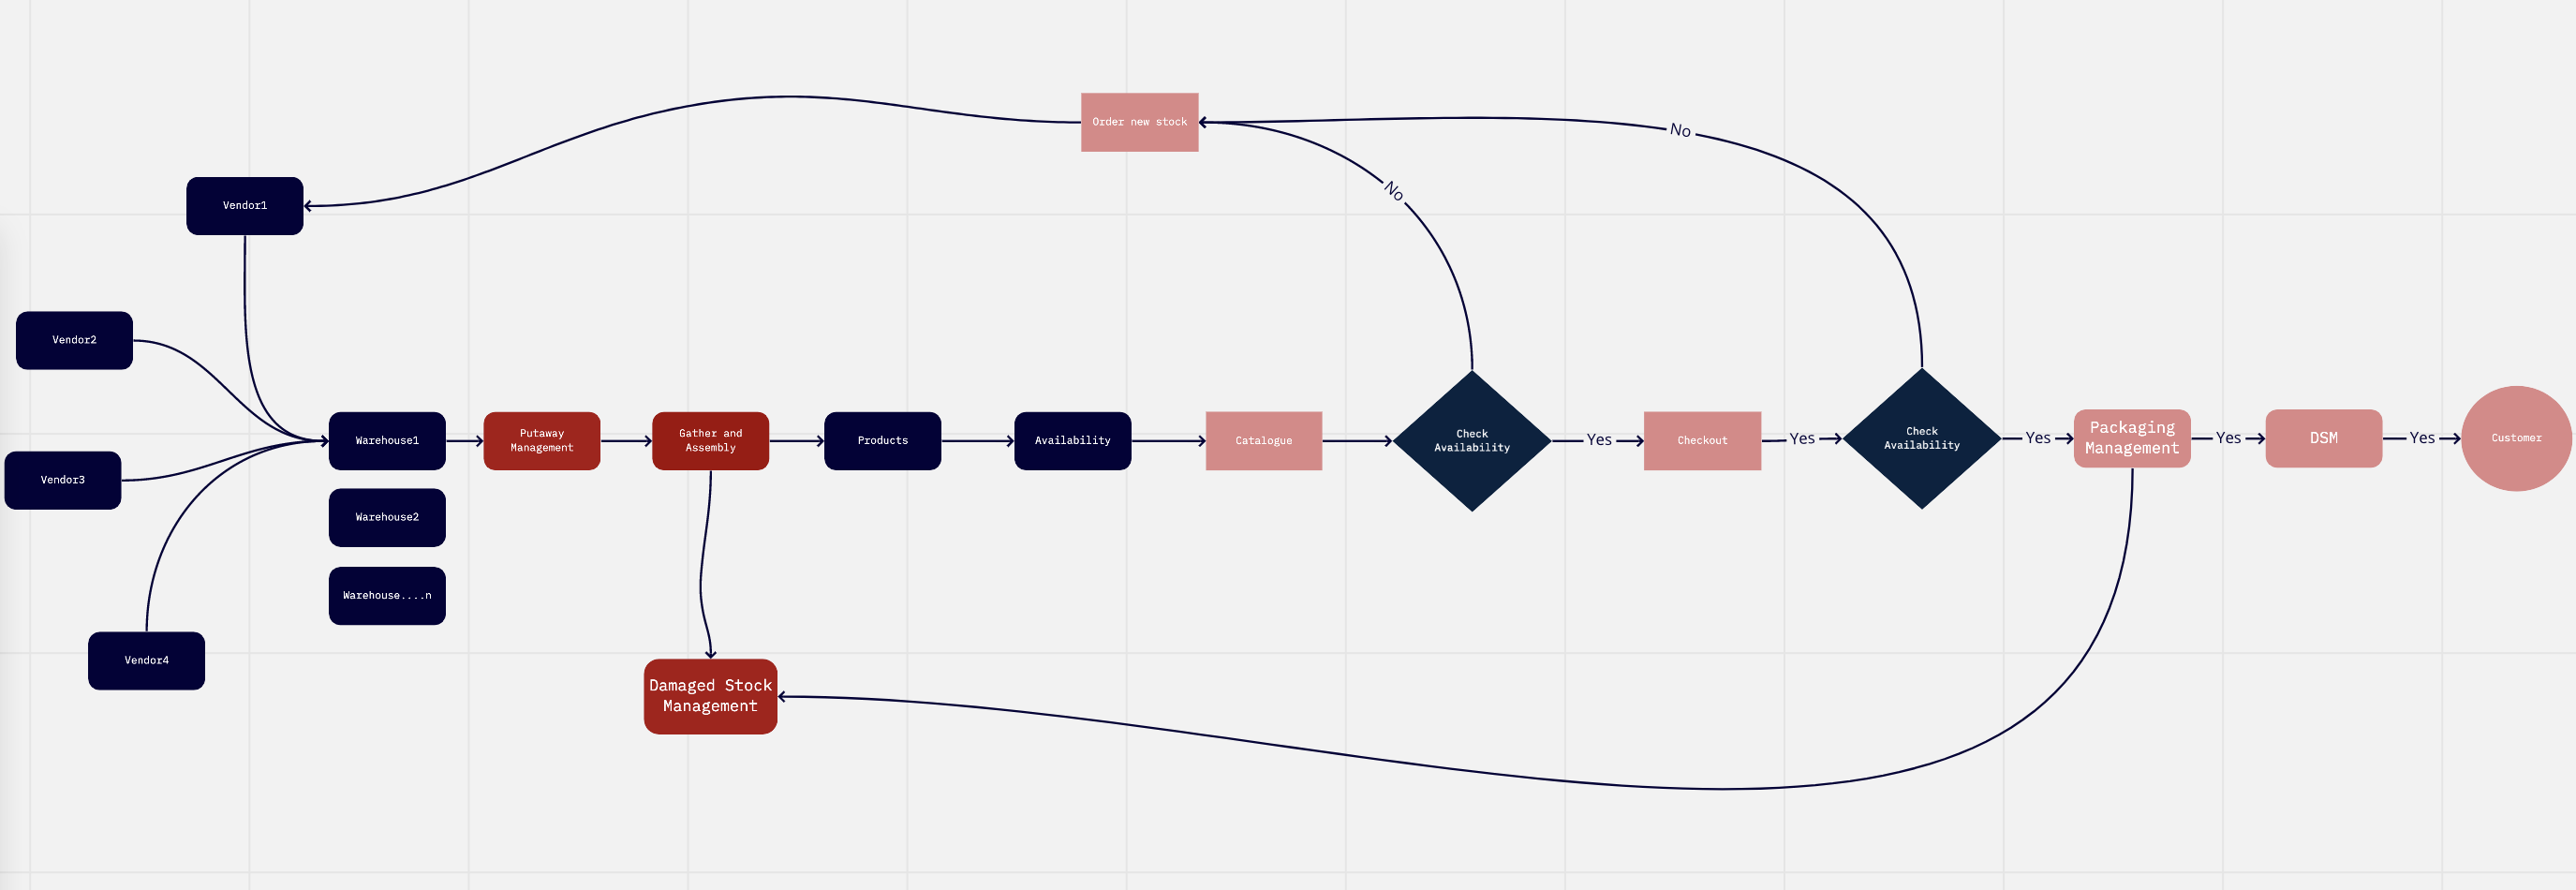 Order new stock
No
No
Vendor1
Vendor2
Vendor3
Vendor4
Warehouse1
Warehouse2
Warehouse....n
Putaway
Management
Gather and
Assembly
Damaged Stock
Management
Products
Availability
Catalogue
Check
Availability
Yes
Checkout
Yes
Check
Availability
Yes
Packaging
Management
Yes
DSM
Yes
Customer